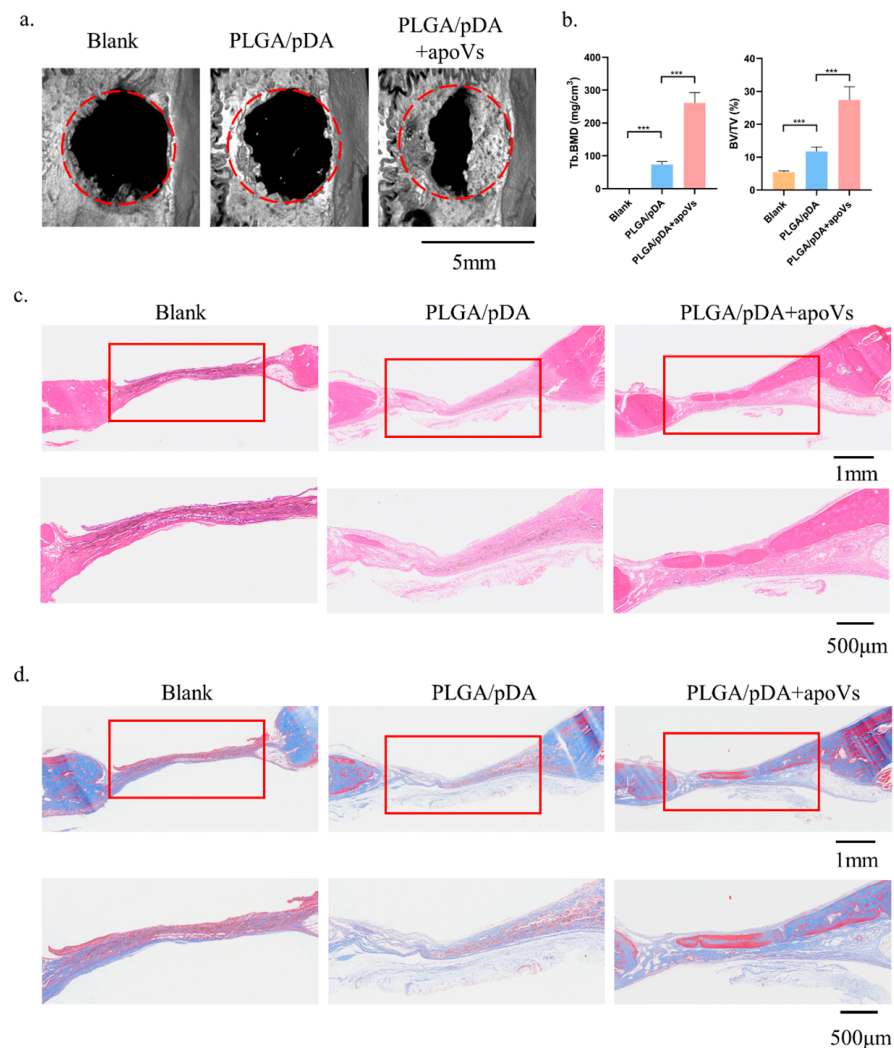 a.
Blank
PLGA/pDA
PLGA/pDA
+apoVs
5mm
b.
Tb.BMD (mg/cm³)
400
300
200
100
0
***
***
Blank
PLGA/pDA
PLGA/pDA+apoVs
BV/TV (%)
40
30
20
10
0
***
***
Blank
PLGA/pDA
PLGA/pDA+apoVs
c.
Blank
PLGA/pDA
PLGA/pDA+apoVs
1mm
500μm
d.
Blank
PLGA/pDA
PLGA/pDA+apoVs
1mm
500μm